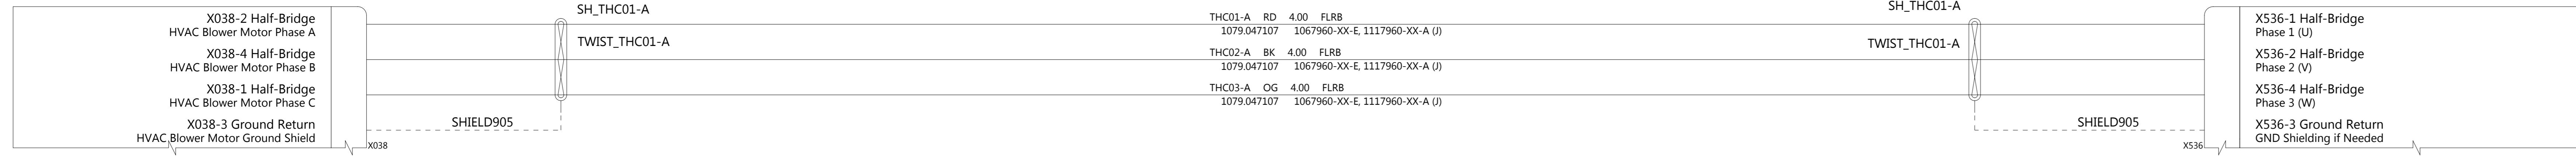 X038-2 Half-Bridge
HVAC Blower Motor Phase A
X038-4 Half-Bridge
HVAC Blower Motor Phase B
X038-1 Half-Bridge
HVAC Blower Motor Phase C
X038-3 Ground Return
HVAC Blower Motor Ground Shield
X038
SH_THC01-A
TWIST_THC01-A
SHIELD905
THC01-A RD 4.00 FLRB
1079.047107 1067960-XX-E, 1117960-XX-A (J)
THC02-A BK 4.00 FLRB
1079.047107 1067960-XX-E, 1117960-XX-A (J)
THC03-A OG 4.00 FLRB
1079.047107 1067960-XX-E, 1117960-XX-A (J)
SH_THC01-A
TWIST_THC01-A
SHIELD905
X536-1 Half-Bridge
Phase 1 (U)
X536-2 Half-Bridge
Phase 2 (V)
X536-4 Half-Bridge
Phase 3 (W)
X536-3 Ground Return
GND Shielding if Needed
X536